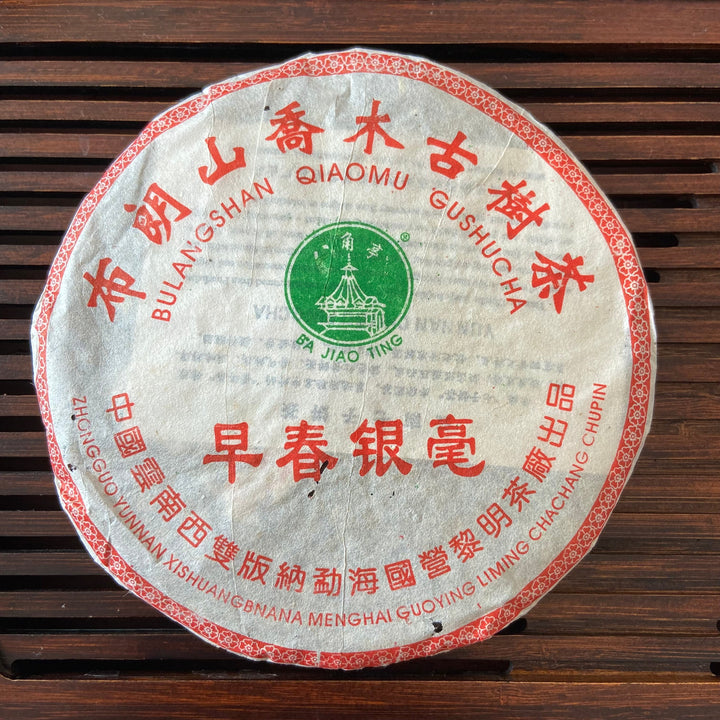 布朗山喬木古樹茶
BULANGSHAN QIAOMU GUSHUCHA
八角亭
®
BA JIAO TING
早春银毫
中國雲南西雙版納勐海國營黎明茶廠出品
ZHONGGUO YUNNAN XISHUANGBNANA MENGHAI GUOYING LIMING CHACHANG CHUPIN